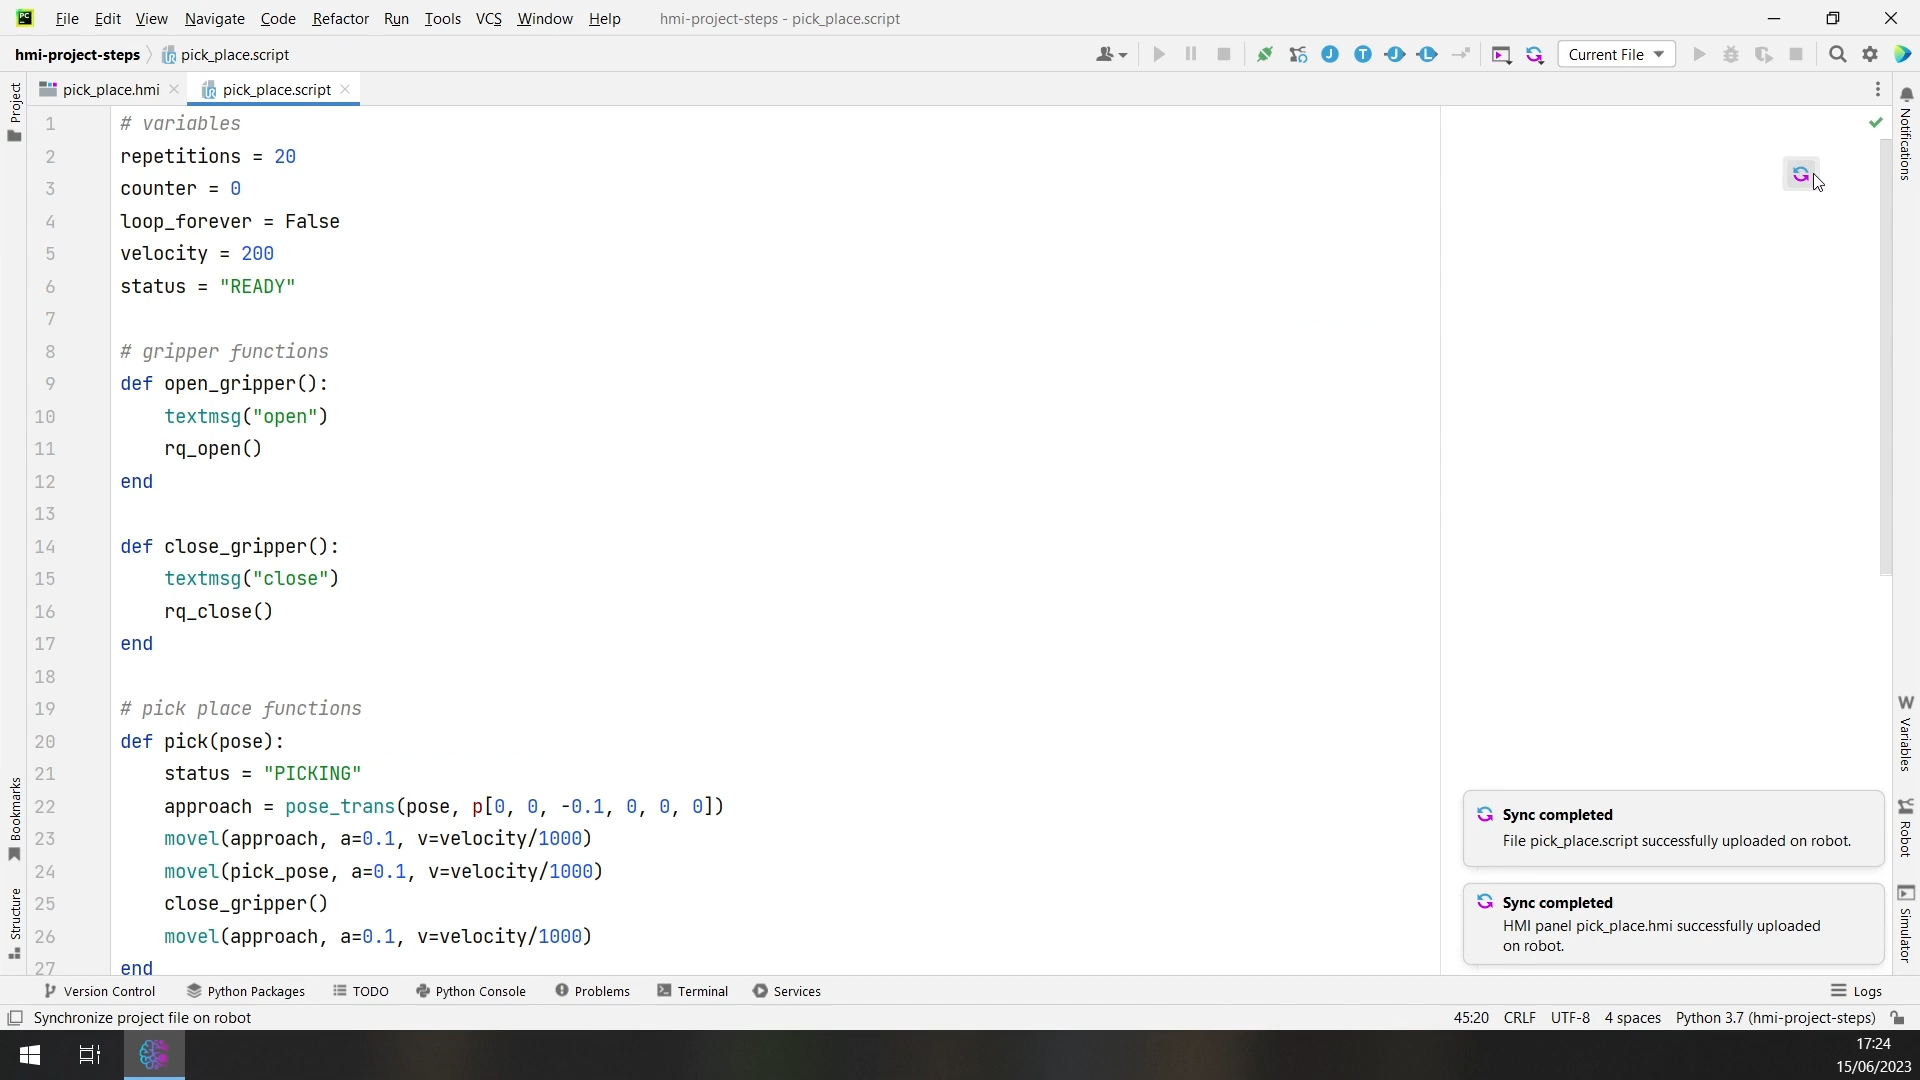 File Edit View Navigate Code Refactor Run Tools VCS Window Help hmi-project-steps - pick_place.script
hmi-project-steps pick_place.script Current File
Project
pick_place.hmi pick_place.script
Notifications
1 # variables
2 repetitions = 20
3 counter = 0
4 loop_forever = False
5 velocity = 200
6 status = "READY"
7
8 # gripper functions
9 def open_gripper():
10 textmsg("open")
11 rq_open()
12 end
13
14 def close_gripper():
15 textmsg("close")
16 rq_close()
17 end
18
19 # pick place functions
20 def pick(pose):
21 status = "PICKING"
22 approach = pose_trans(pose, p[0, 0, -0.1, 0, 0, 0])
23 movel(approach, a=0.1, v=velocity/1000)
24 movel(pick_pose, a=0.1, v=velocity/1000)
25 close_gripper()
26 movel(approach, a=0.1, v=velocity/1000)
27 end
Bookmarks
Structure
Variables
Robot
Simulator
Sync completed
File pick_place.script successfully uploaded on robot.
Sync completed
HMI panel pick_place.hmi successfully uploaded
on robot.
Version Control Python Packages TODO Python Console Problems Terminal Services Logs
Synchronize project file on robot 45:20 CRLF UTF-8 4 spaces Python 3.7 (hmi-project-steps)
17:24
15/06/2023